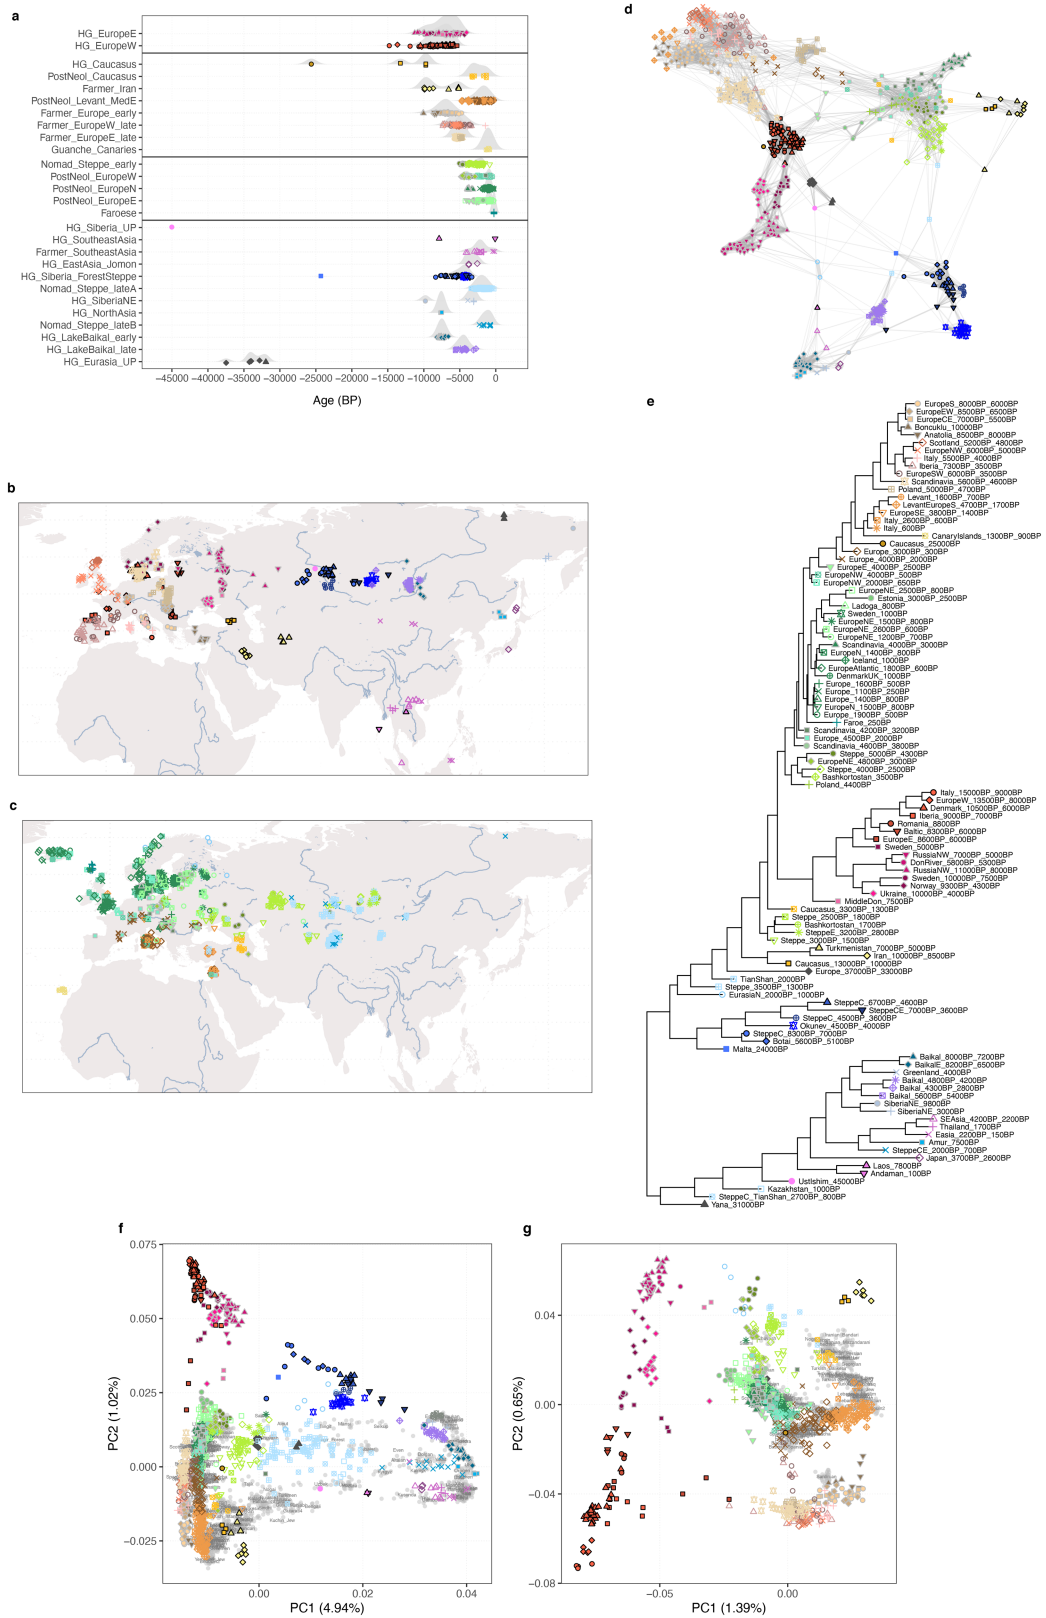 a
HG_EuropeE
HG_EuropeW
HG_Caucasus
PostNeol_Caucasus
Farmer_Iran
PostNeol_Levant_MedE
Farmer_Europe_early
Farmer_EuropeW_late
Farmer_EuropeE_late
Guanche_Canaries
Nomad_Steppe_early
PostNeol_EuropeW
PostNeol_EuropeN
PostNeol_EuropeE
Faroese
HG_Siberia_UP
HG_SoutheastAsia
Farmer_SoutheastAsia
HG_EastAsia_Jomon
HG_Siberia_ForestSteppe
Nomad_Steppe_lateA
HG_SiberiaNE
HG_NorthAsia
Nomad_Steppe_lateB
HG_LakeBaikal_early
HG_LakeBaikal_late
HG_Eurasia_UP
−45000 −40000 −35000 −30000 −25000 −20000 −15000 −10000 −5000 0
Age (BP)
b
c
d
e
EuropeS_8000BP_6000BP
EuropeEW_8500BP_6500BP
EuropeCE_7000BP_5500BP
Boncuklu_10000BP
Anatolia_8500BP_8000BP
Scotland_5200BP_4800BP
EuropeNW_6000BP_5000BP
Italy_5500BP_4000BP
Iberia_7300BP_3500BP
EuropeSW_6000BP_3500BP
Scandinavia_5600BP_4600BP
Poland_5000BP_4700BP
Levant_1600BP_700BP
LevantEuropeS_4700BP_1700BP
EuropeSE_3800BP_1400BP
Italy_2600BP_600BP
Italy_600BP
CanaryIslands_1300BP_900BP
Caucasus_25000BP
Europe_3000BP_300BP
Europe_4000BP_2000BP
EuropeE_4000BP_2500BP
EuropeNW_4000BP_500BP
EuropeNW_2000BP_650BP
EuropeNE_2500BP_800BP
Estonia_3000BP_2500BP
Ladoga_800BP
Sweden_1000BP
EuropeNE_1500BP_800BP
EuropeNE_2600BP_600BP
EuropeNE_1200BP_700BP
Scandinavia_4000BP_3000BP
EuropeN_1400BP_800BP
Iceland_1000BP
EuropeAtlantic_1800BP_600BP
DenmarkUK_1000BP
Europe_1600BP_500BP
Europe_1100BP_250BP
Europe_1400BP_800BP
EuropeN_1500BP_800BP
Europe_1900BP_500BP
Faroe_250BP
Scandinavia_4200BP_3200BP
Europe_4500BP_2000BP
Scandinavia_4600BP_3800BP
Steppe_5000BP_4300BP
EuropeNE_4800BP_3000BP
Steppe_4000BP_2500BP
Bashkortostan_3500BP
Poland_4400BP
Italy_15000BP_9000BP
EuropeW_13500BP_8000BP
Denmark_10500BP_6000BP
Iberia_9000BP_7000BP
Romania_8800BP
Baltic_8300BP_6000BP
EuropeE_8600BP_6000BP
Sweden_5000BP
RussiaNW_7000BP_5000BP
DonRiver_5800BP_5300BP
RussiaNW_11000BP_8000BP
Sweden_10000BP_7500BP
Norway_9300BP_4300BP
Ukraine_10000BP_4000BP
MiddleDon_7500BP
Caucasus_3300BP_1300BP
Steppe_2500BP_1800BP
Bashkortostan_1700BP
SteppeE_3200BP_2800BP
Steppe_3000BP_1500BP
Turkmenistan_7000BP_5000BP
Iran_10000BP_8500BP
Caucasus_13000BP_10000BP
Europe_37000BP_33000BP
TianShan_2000BP
Steppe_3500BP_1300BP
EurasiaN_2000BP_1000BP
SteppeC_6700BP_4600BP
SteppeCE_7000BP_3600BP
SteppeC_4500BP_3600BP
Okunev_4500BP_4000BP
SteppeC_8300BP_7000BP
Botai_5600BP_5100BP
Malta_24000BP
Baikal_8000BP_7200BP
BaikalE_8200BP_6500BP
Greenland_4000BP
Baikal_4800BP_4200BP
Baikal_4300BP_2800BP
Baikal_5600BP_5400BP
SiberiaNE_9800BP
SiberiaNE_3000BP
SEAsia_4200BP_2200BP
Thailand_1700BP
Easia_2200BP_150BP
Amur_7500BP
SteppeCE_2000BP_700BP
Japan_3700BP_2600BP
Laos_7800BP
Andaman_100BP
UstIshim_45000BP
Kazakhstan_1000BP
SteppeC_TianShan_2700BP_800BP
Yana_31000BP
f
0.075
0.050
0.025
0.000
−0.025
PC2 (1.02%)
0.00 0.02 0.04
PC1 (4.94%)
g
0.04
0.00
−0.04
−0.08
PC2 (0.65%)
−0.05 0.00
PC1 (1.39%)